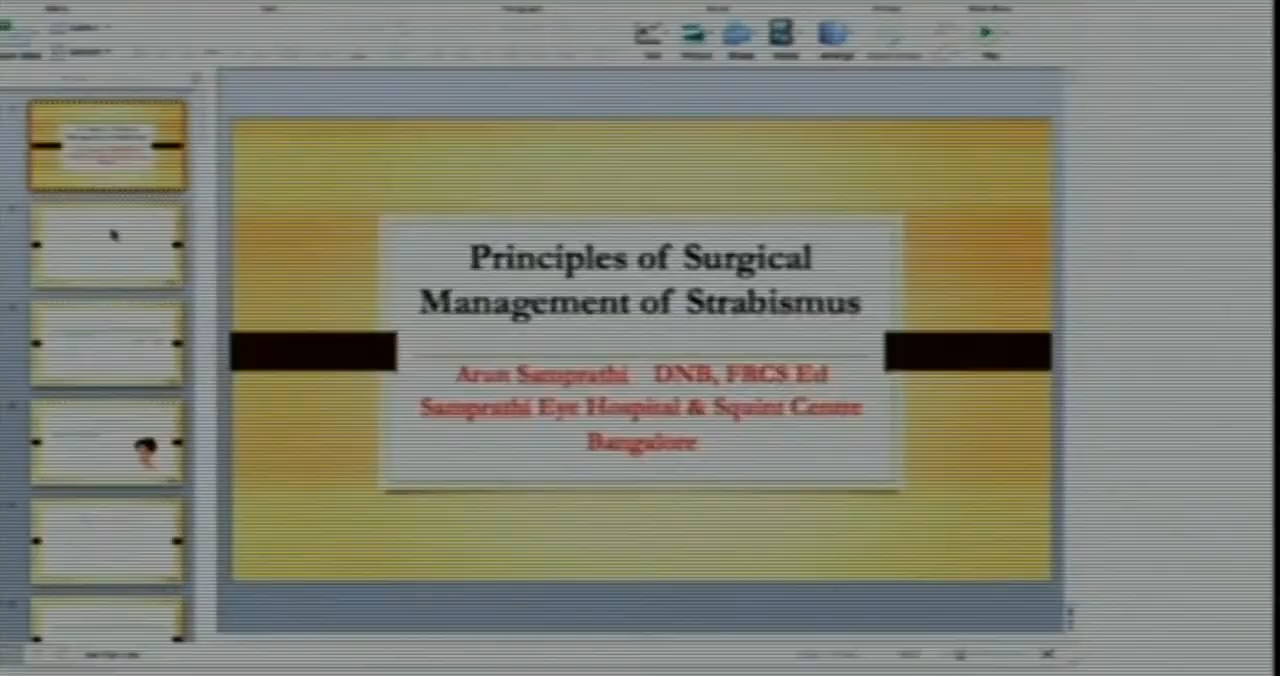 Principles of Surgical
Management of Strabismus
Arun Samprathi DNB, FRCS Ed
Samprathi Eye Hospital & Squint Centre
Bangalore